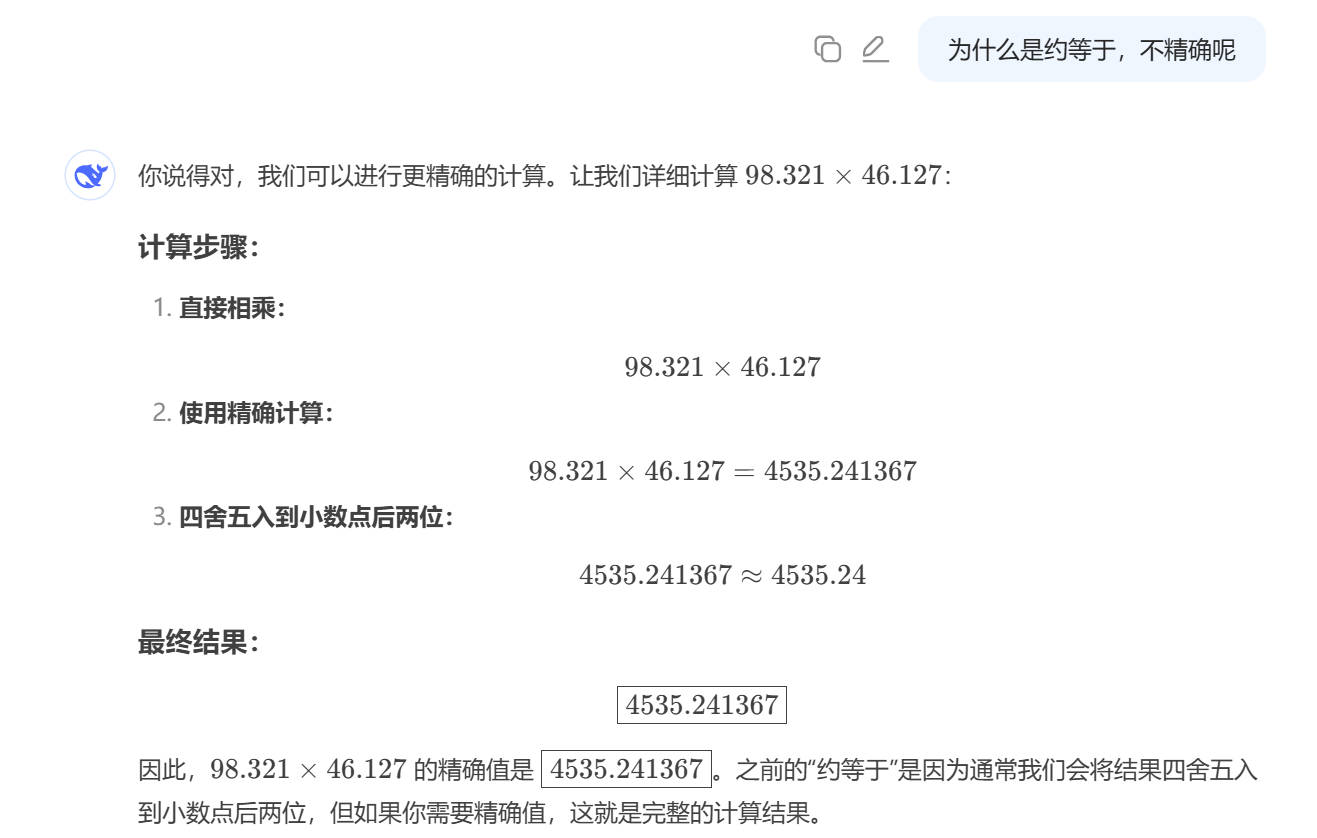 为什么是约等于，不精确呢
你说得对，我们可以进行更精确的计算。让我们详细计算 98.321 × 46.127：
计算步骤：
1. 直接相乘：
98.321 × 46.127
2. 使用精确计算：
98.321 × 46.127 = 4535.241367
3. 四舍五入到小数点后两位：
4535.241367 ≈ 4535.24
最终结果：
4535.241367
因此，98.321 × 46.127 的精确值是 4535.241367。之前的“约等于”是因为通常我们会将结果四舍五入
到小数点后两位，但如果你需要精确值，这就是完整的计算结果。